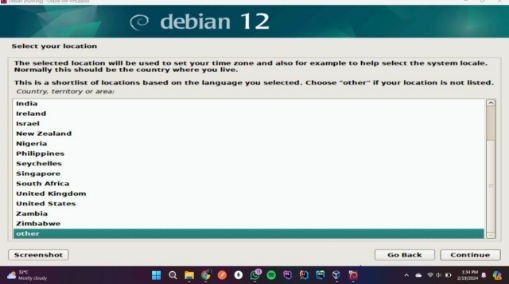 debian 12
Select your location
The selected location will be used to set your time zone and also for example to help select the system locale.
Normally this should be the country where you live.
This is a shortlist of locations based on the language you selected. Choose "other" if your location is not listed.
Country, territory or area:
India
Ireland
Israel
New Zealand
Nigeria
Philippines
Seychelles
Singapore
South Africa
United Kingdom
United States
Zambia
Zimbabwe
other
Screenshot
Go Back
Continue
32°C
Mostly cloudy
2/19/2024